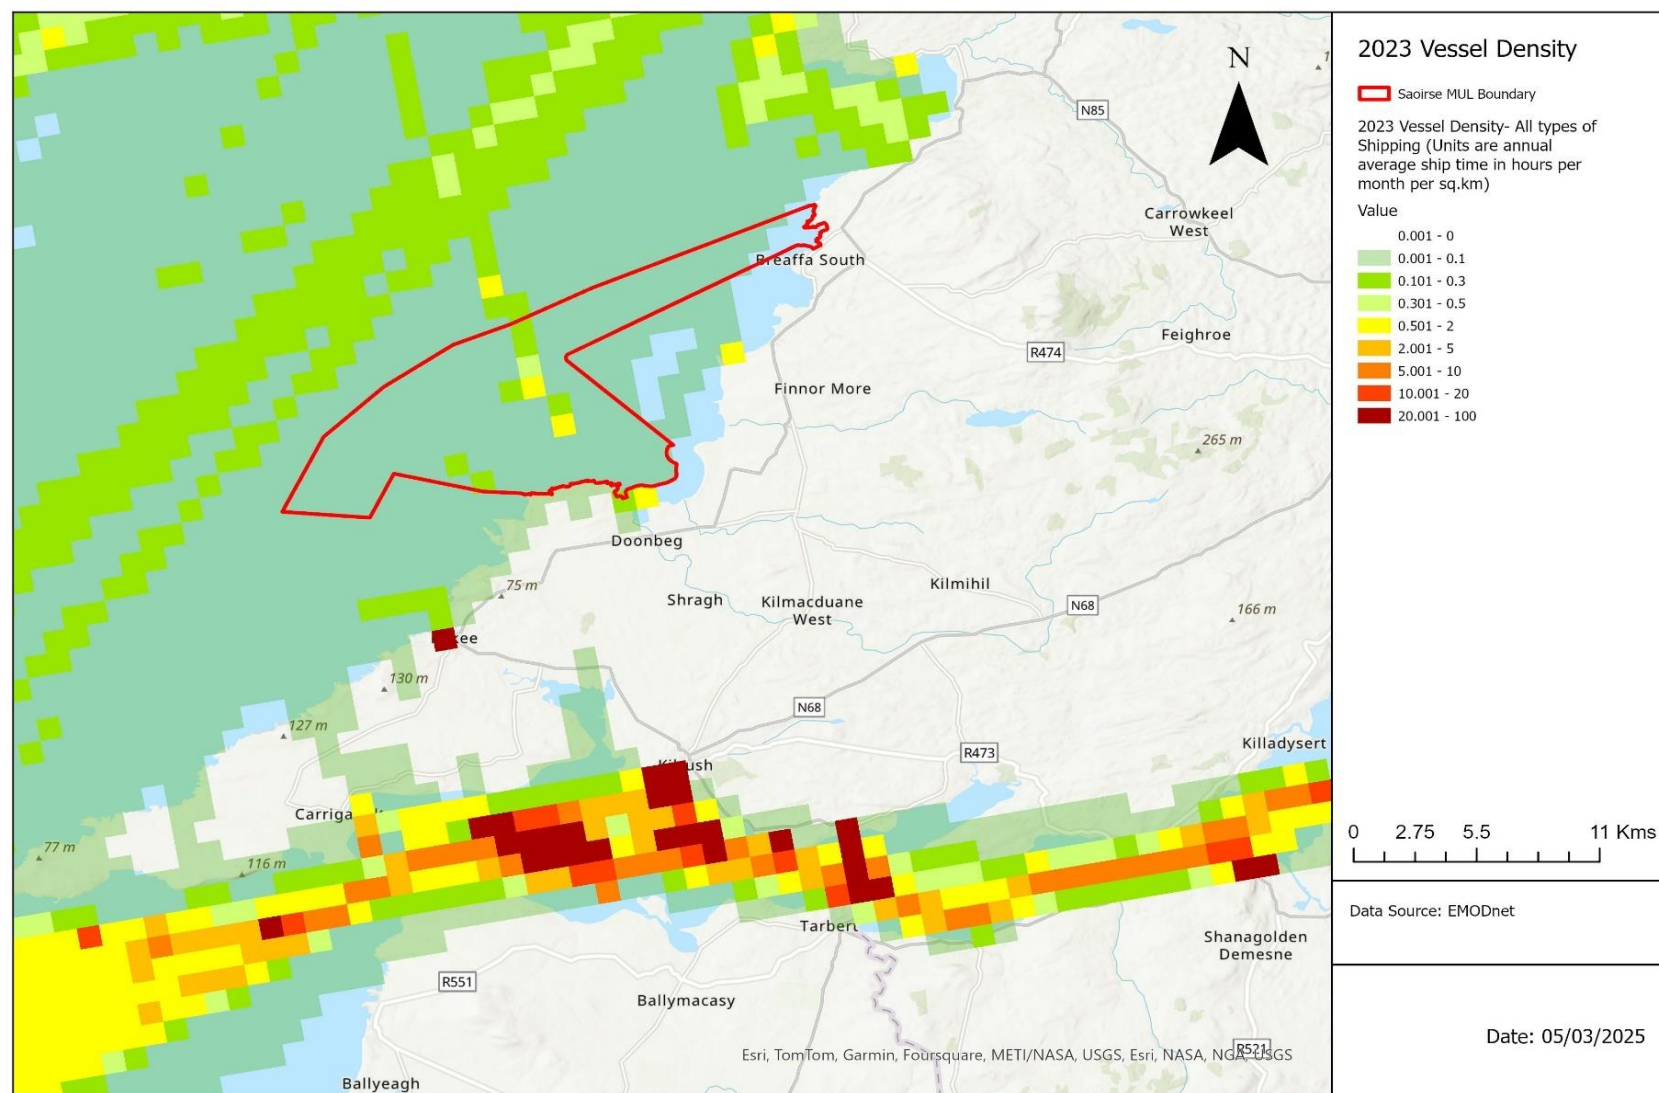 N
N85
Carrowkeel
West
Breaffa South
Feighroe
R474
Finnor More
265 m
Doonbeg
75 m
Shragh
Kilmacduane
West
Kilmihil
N68
166 m
130 m
127 m
N68
R473
Killadysert
77 m
116 m
Tarbert
Shanagolden
Demesne
R551
Ballymacasy
R521
Ballyeagh
Esri, TomTom, Garmin, Foursquare, METI/NASA, USGS, Esri, NASA, NGA, USGS
2023 Vessel Density
Saoirse MUL Boundary
2023 Vessel Density- All types of
Shipping (Units are annual
average ship time in hours per
month per sq.km)
Value
0.001 - 0
0.001 - 0.1
0.101 - 0.3
0.301 - 0.5
0.501 - 2
2.001 - 5
5.001 - 10
10.001 - 20
20.001 - 100
0 2.75 5.5 11 Kms
Data Source: EMODnet
Date: 05/03/2025